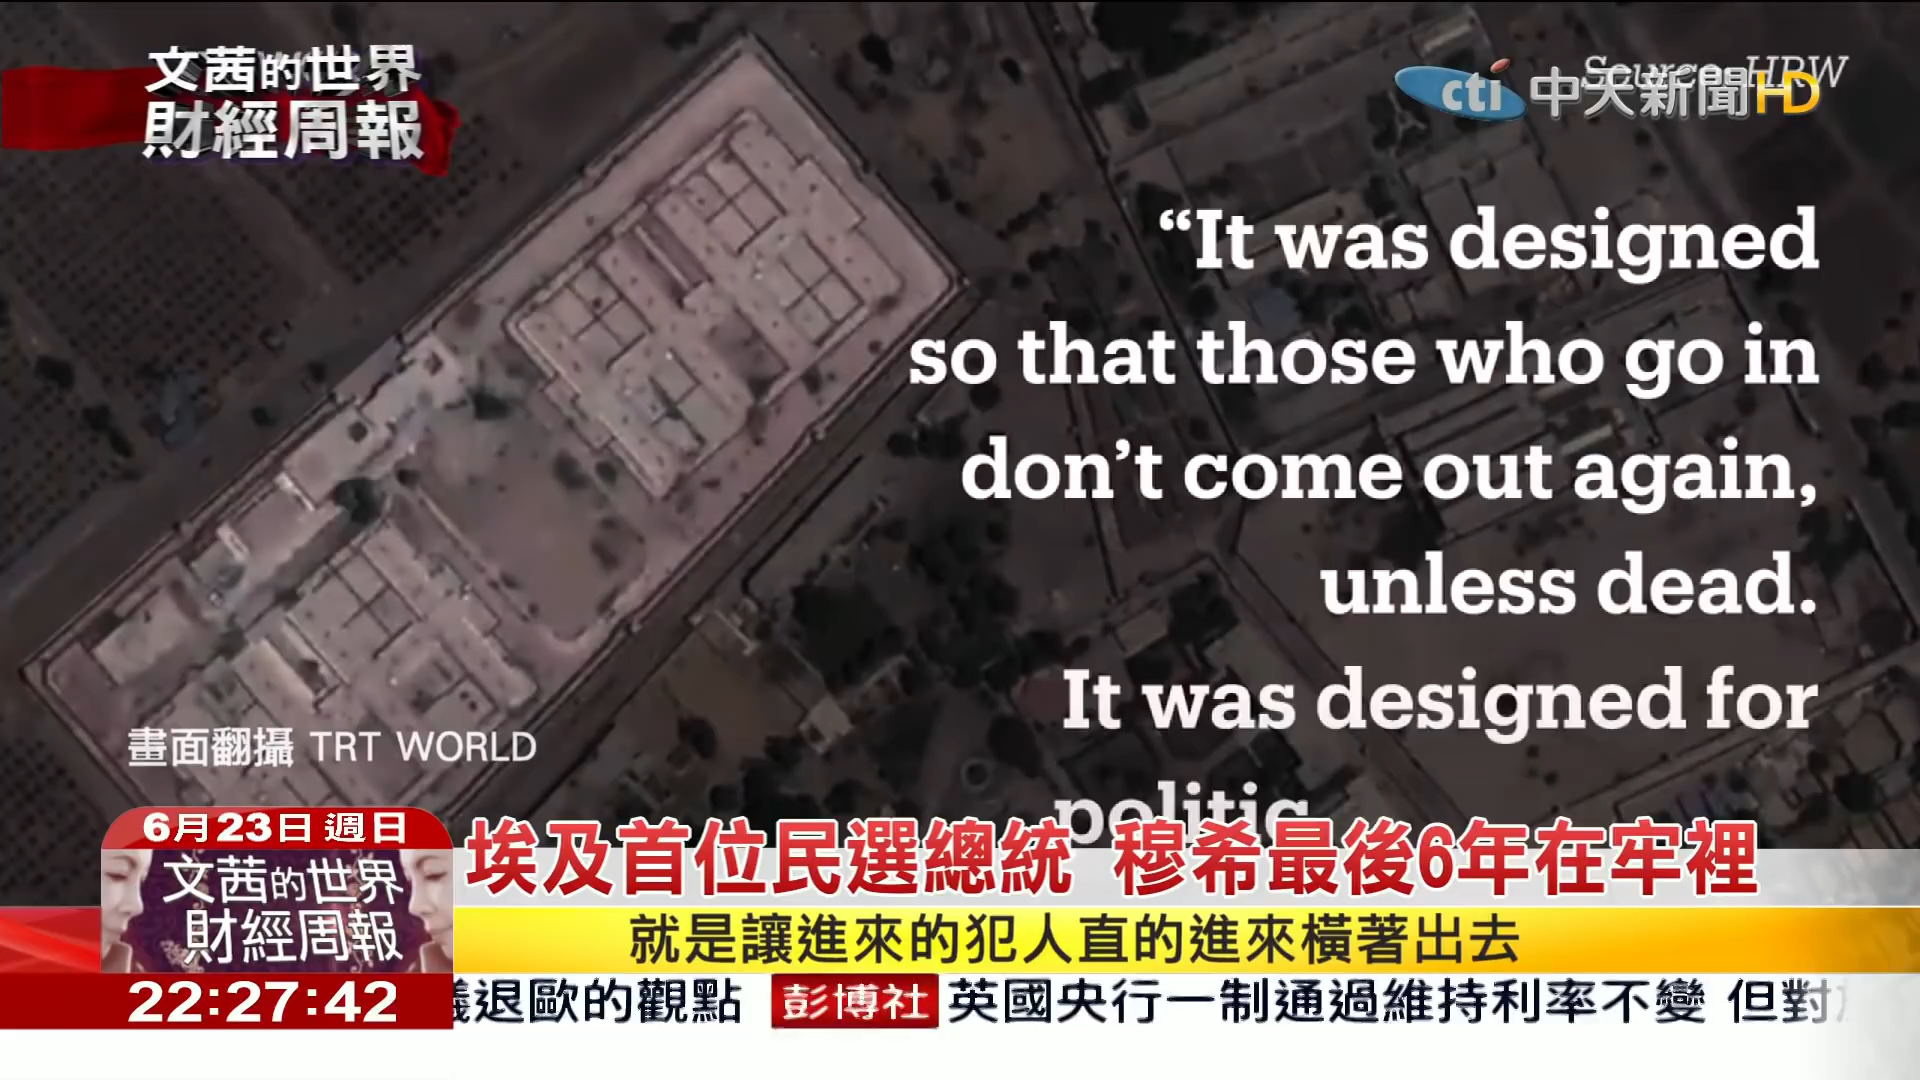 文茜的世界
財經周報
Source: HRW
cti 中天新聞HD
“It was designed
so that those who go in
don’t come out again,
unless dead.
It was designed for
politic
畫面翻攝 TRT WORLD
6月23日 週日
埃及首位民選總統 穆希最後6年在牢裡
文茜的世界
財經周報
就是讓進來的犯人直的進來橫著出去
22:27:42
議退歐的觀點 彭博社 英國央行一制通過維持利率不變 但對